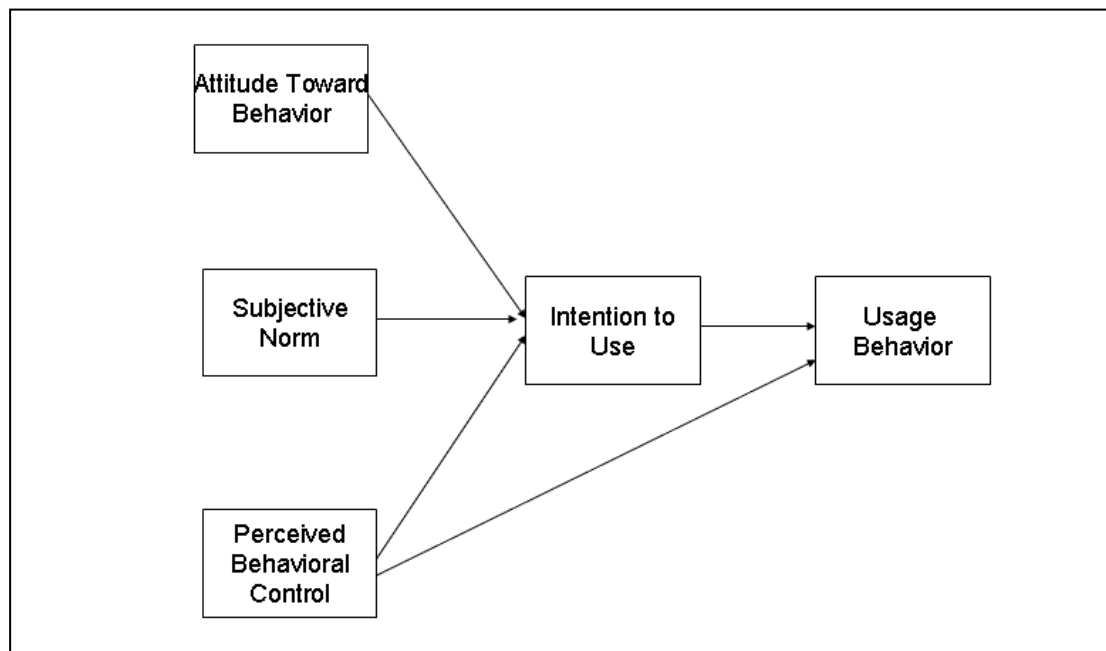 Attitude Toward
Behavior
Subjective
Norm
Intention to
Use
Usage
Behavior
Perceived
Behavioral
Control